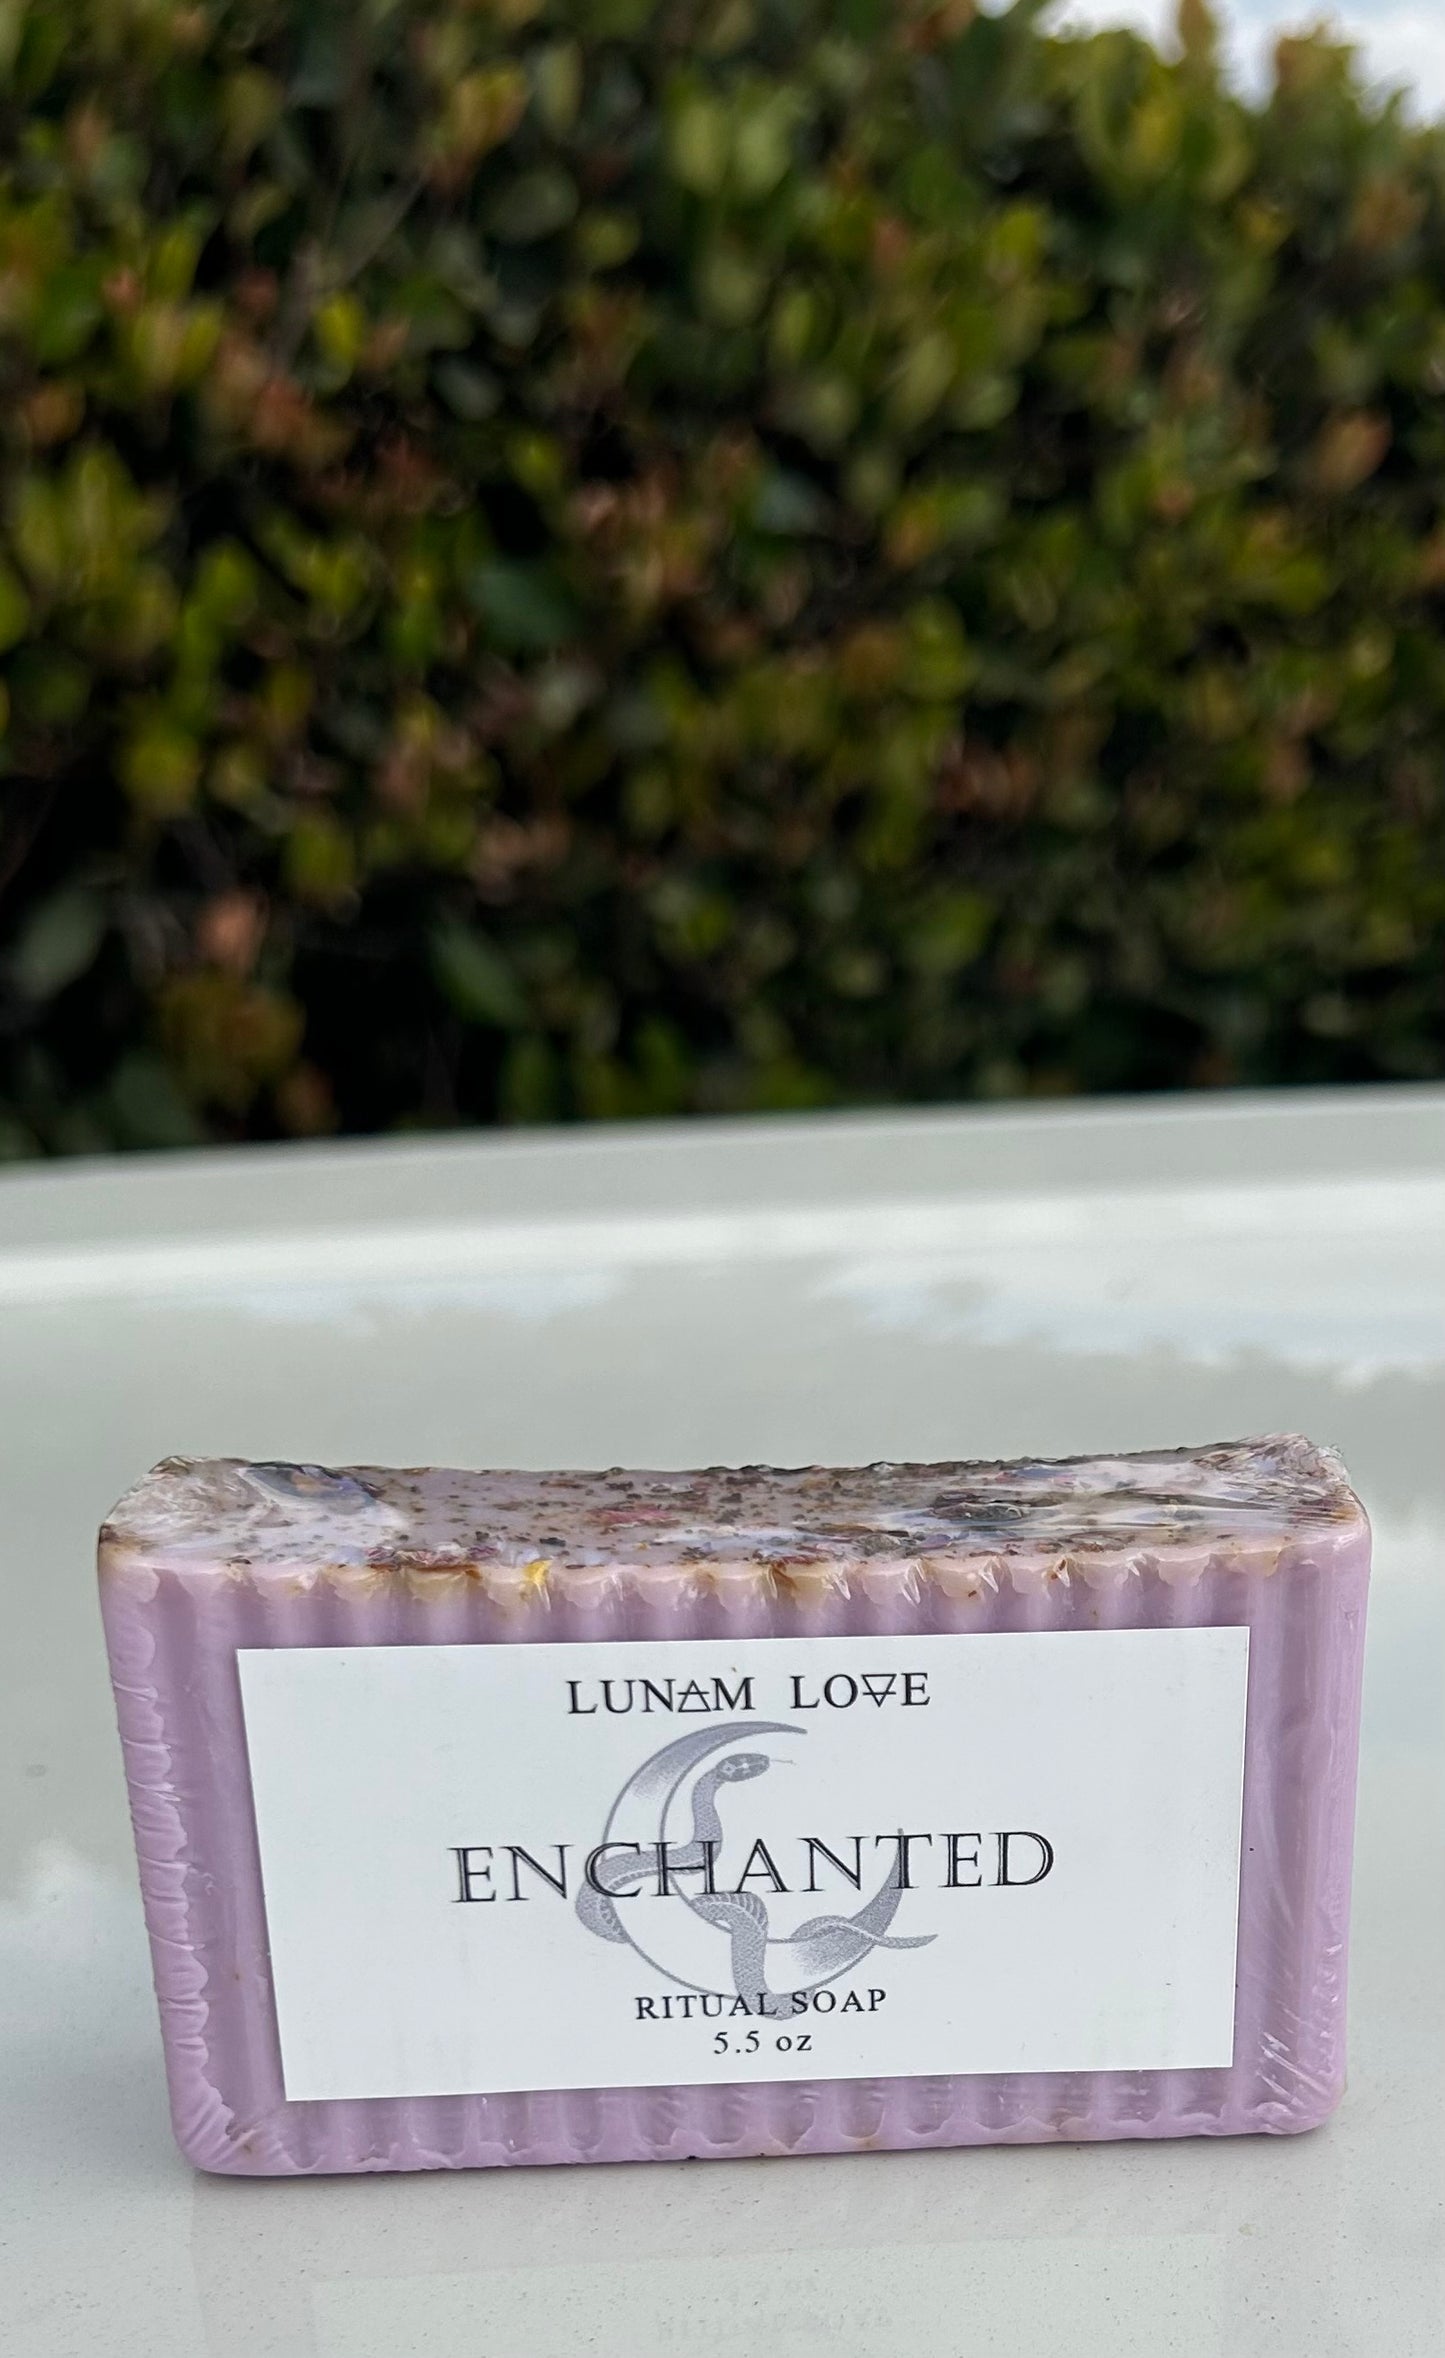 LUNAM LOVE
ENCHANTED
RITUAL SOAP
5.5 oz